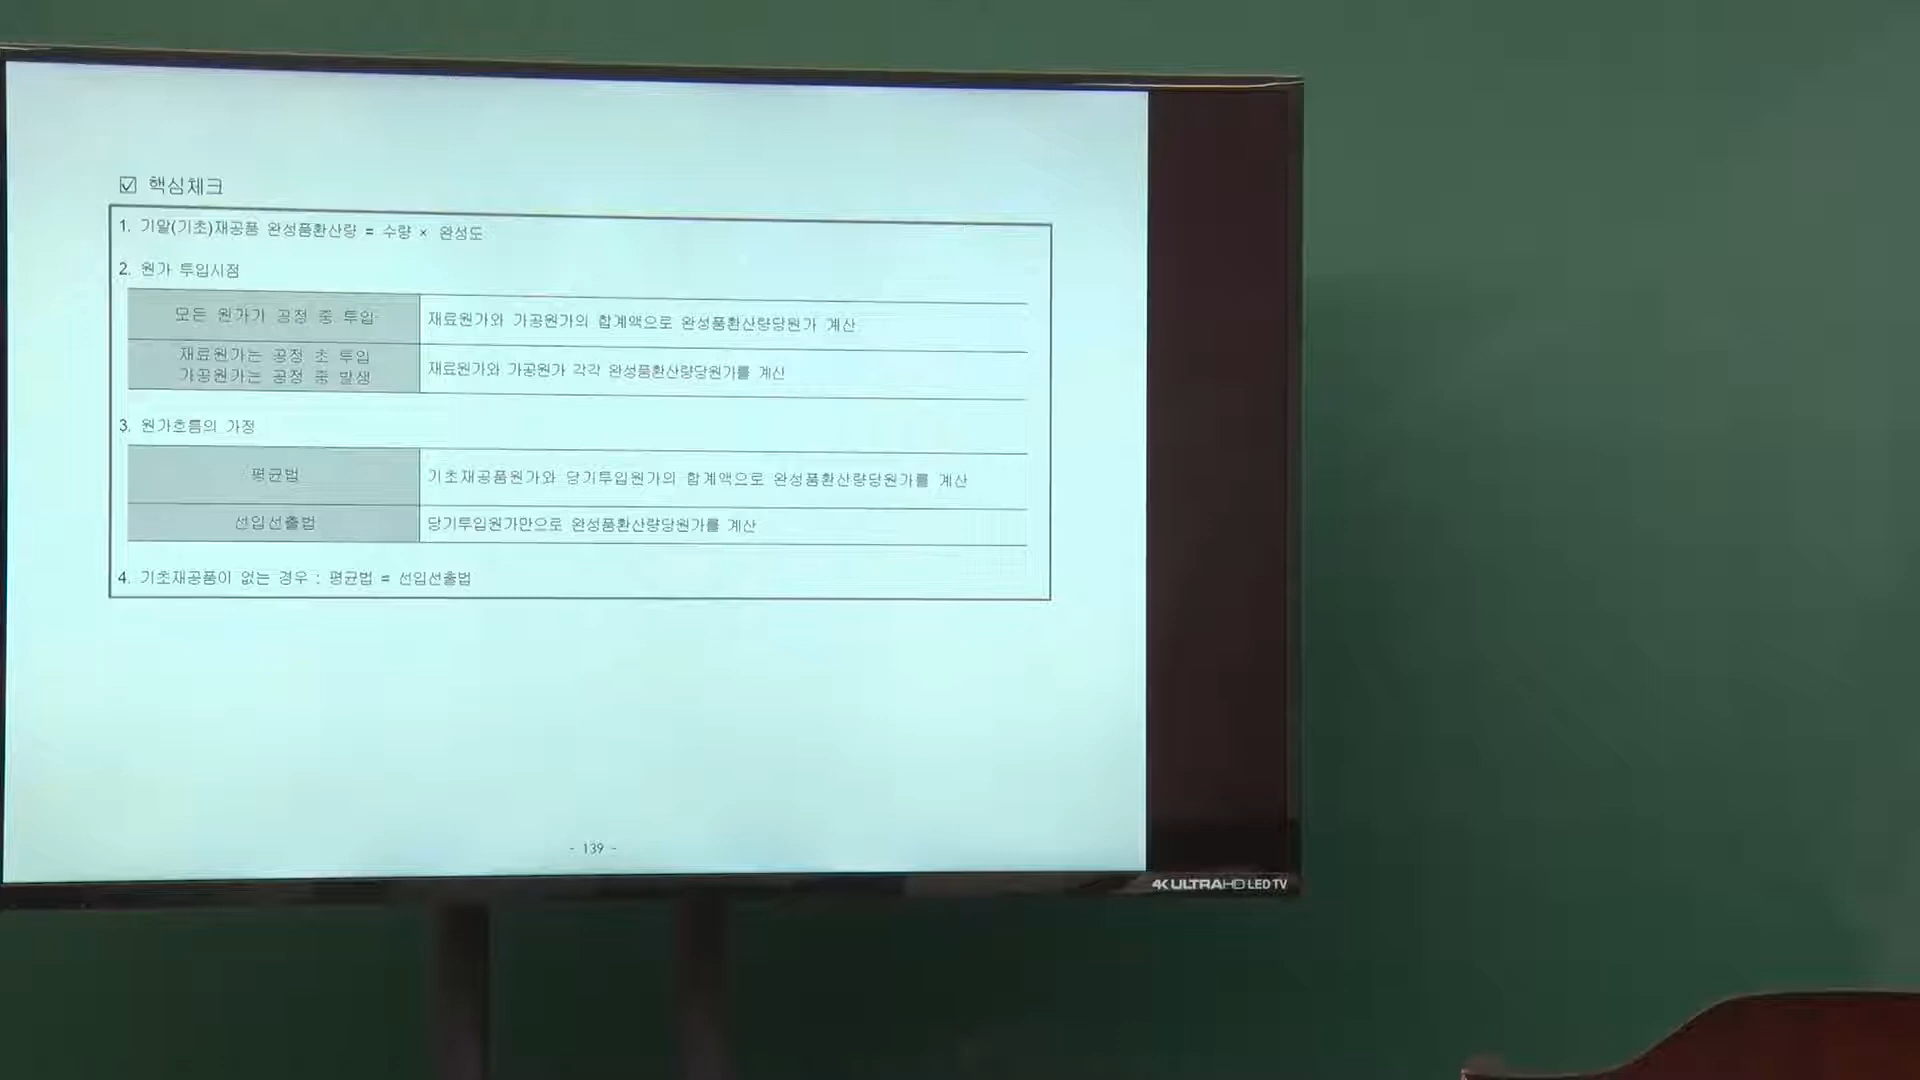 ☑ 핵심체크
1. 기말(기초)재공품 완성품환산량 = 수량 × 완성도
2. 원가 투입시점
모든 원가가 공정 중 투입
재료원가와 가공원가의 합계액으로 완성품환산량당원가 계산
재료원가는 공정 초 투입
가공원가는 공정 중 발생
재료원가와 가공원가 각각 완성품환산량당원가를 계산
3. 원가흐름의 가정
평균법
기초재공품원가와 당기투입원가의 합계액으로 완성품환산량당원가를 계산
선입선출법
당기투입원가만으로 완성품환산량당원가를 계산
4. 기초재공품이 없는 경우 : 평균법 = 선입선출법
- 139 -
4K ULTRA HD LED TV